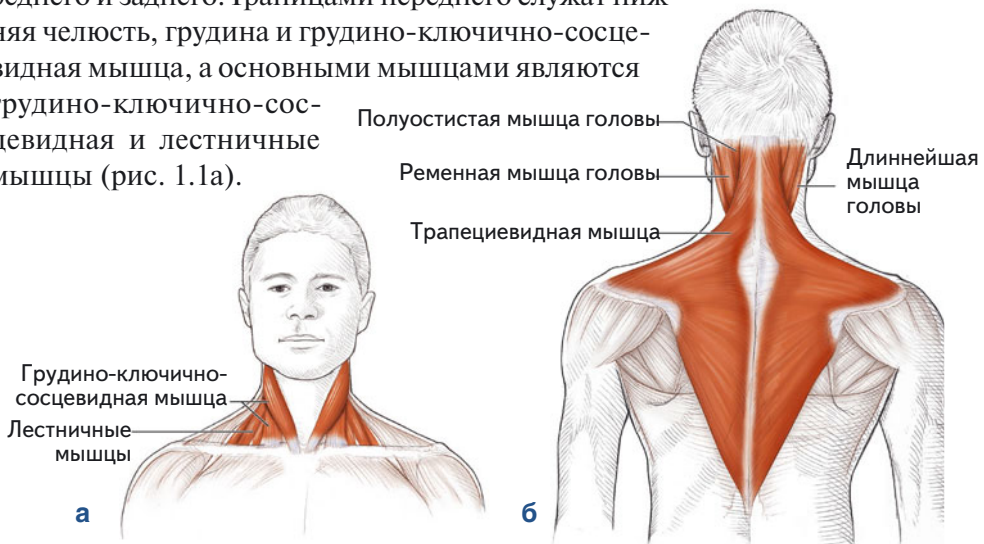 реднего и заднего. Границами переднего служат ниж-
няя челюсть, грудина и грудино-ключично-сосце-
видная мышца, а основными мышцами являются
грудино-ключично-сос-
цевидная и лестничные
мышцы (рис. 1.1а).
Полуостистая мышца головы
Ременная мышца головы
Трапециевидная мышца
Длиннейшая
мышца
головы
Грудино-ключично-
сосцевидная мышца
Лестничные
мышцы
а
б